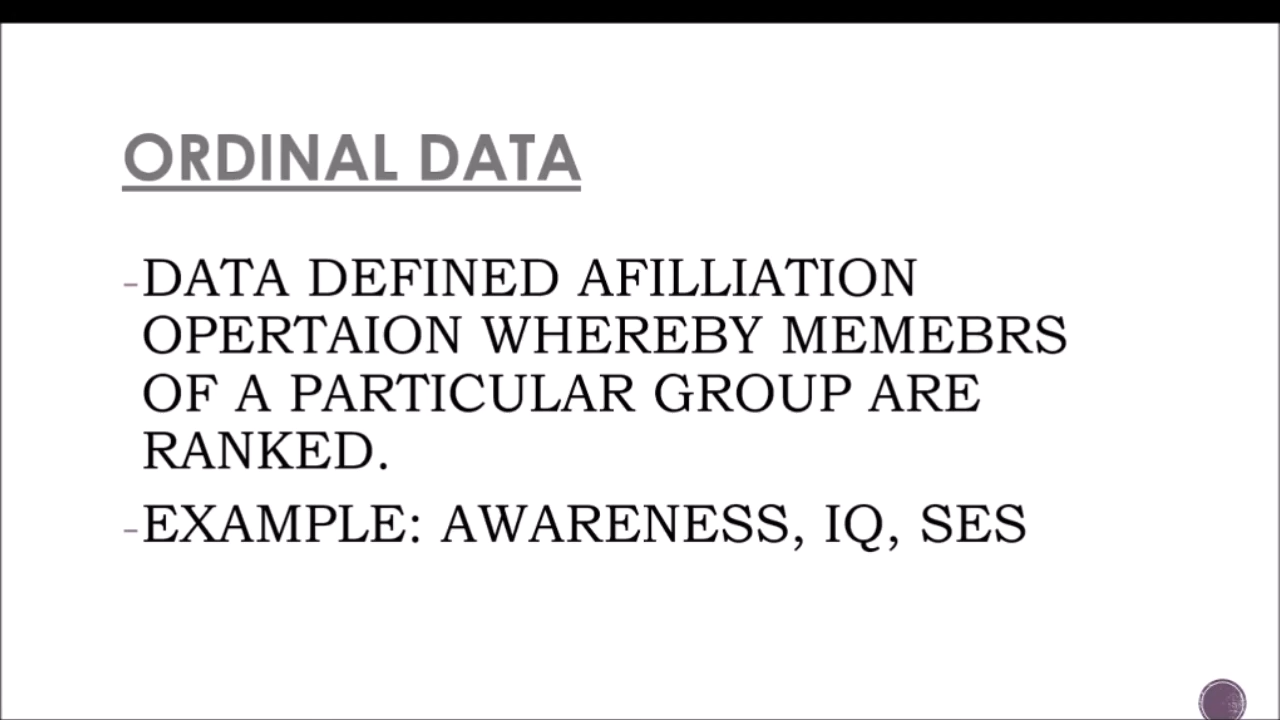 ORDINAL DATA
-DATA DEFINED AFILLIATION
OPERTAION WHEREBY MEMEBRS
OF A PARTICULAR GROUP ARE
RANKED.
-EXAMPLE: AWARENESS, IQ, SES